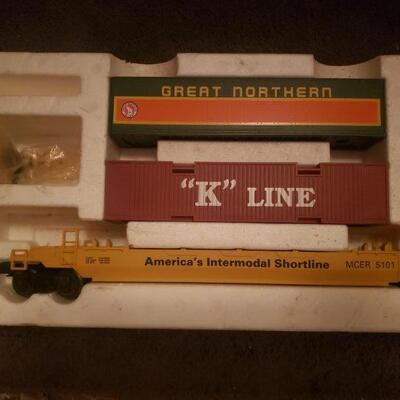 GREAT NORTHERN
"K" LINE
America's Intermodal Shortline MCER 5101